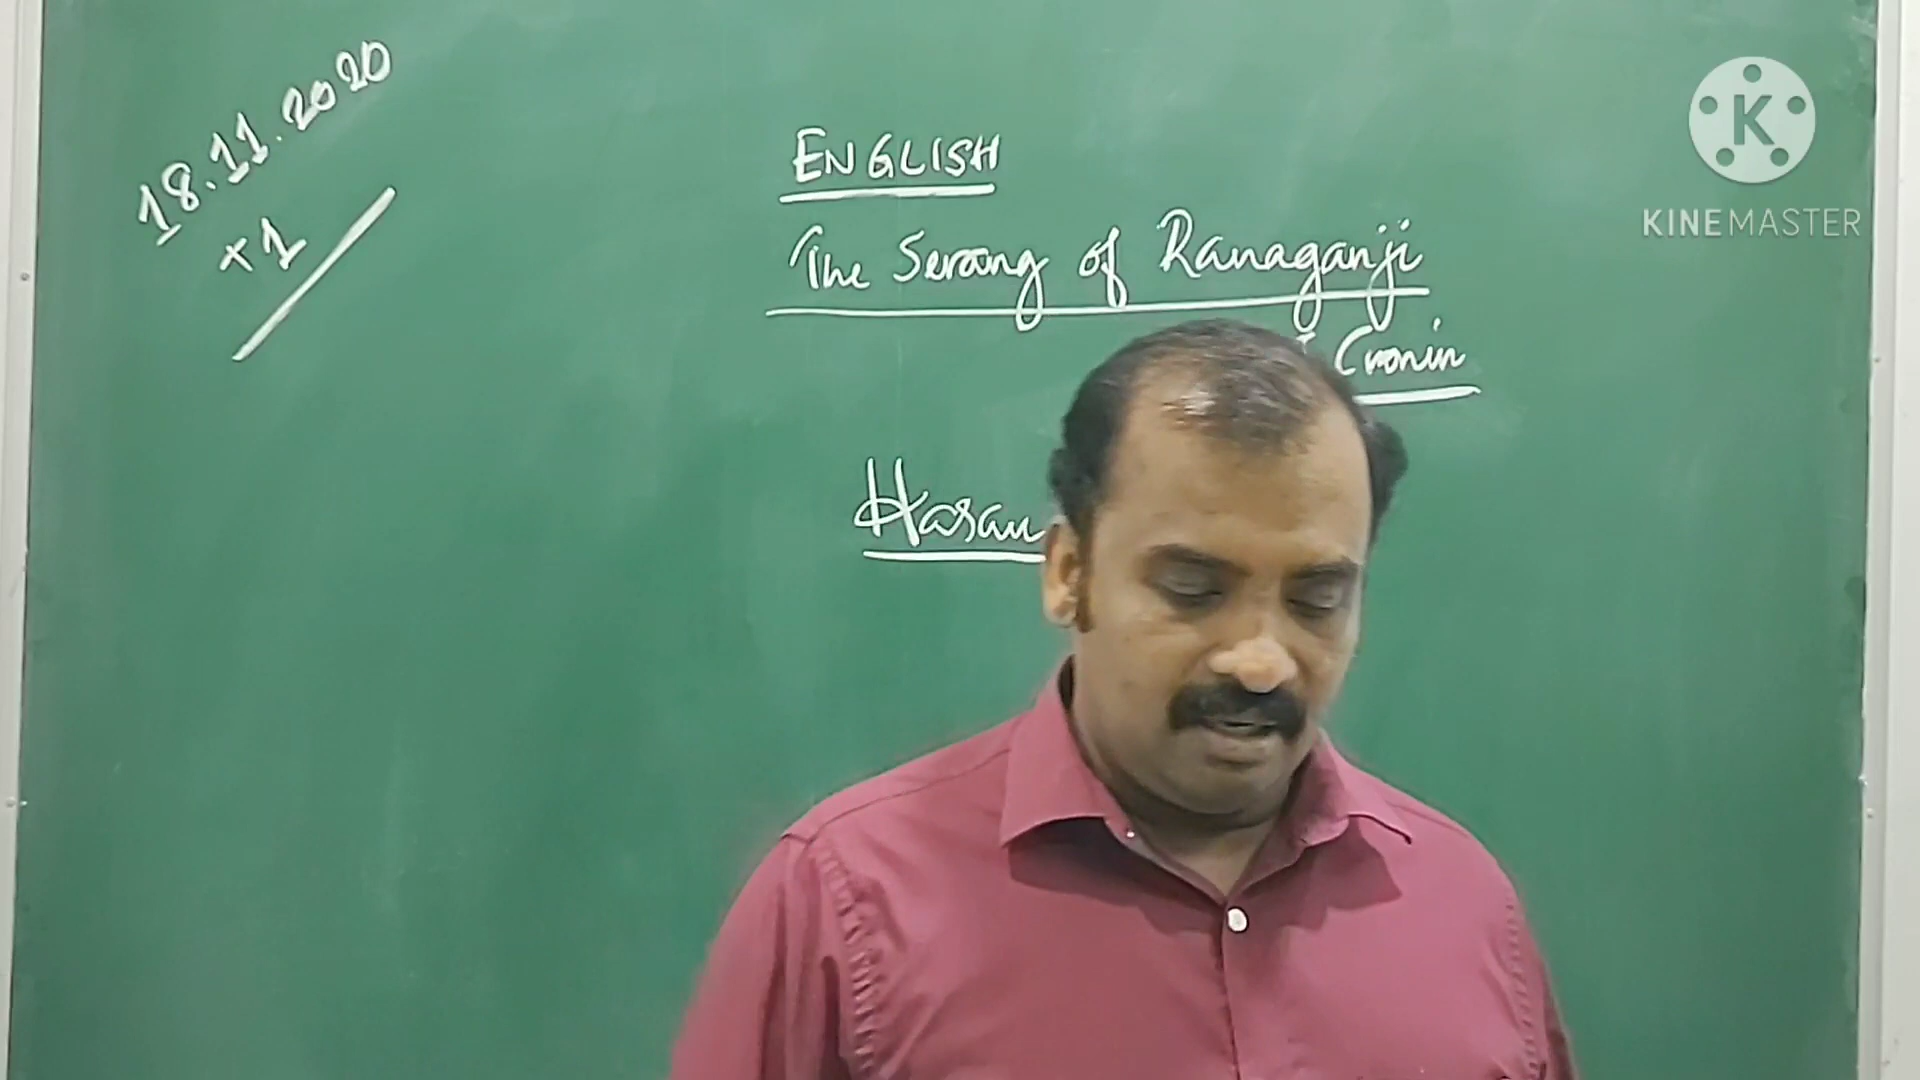 18.11.2020
+1
ENGLISH
The Serang of Ranaganji
Cronin
Hasan
K
KINEMASTER